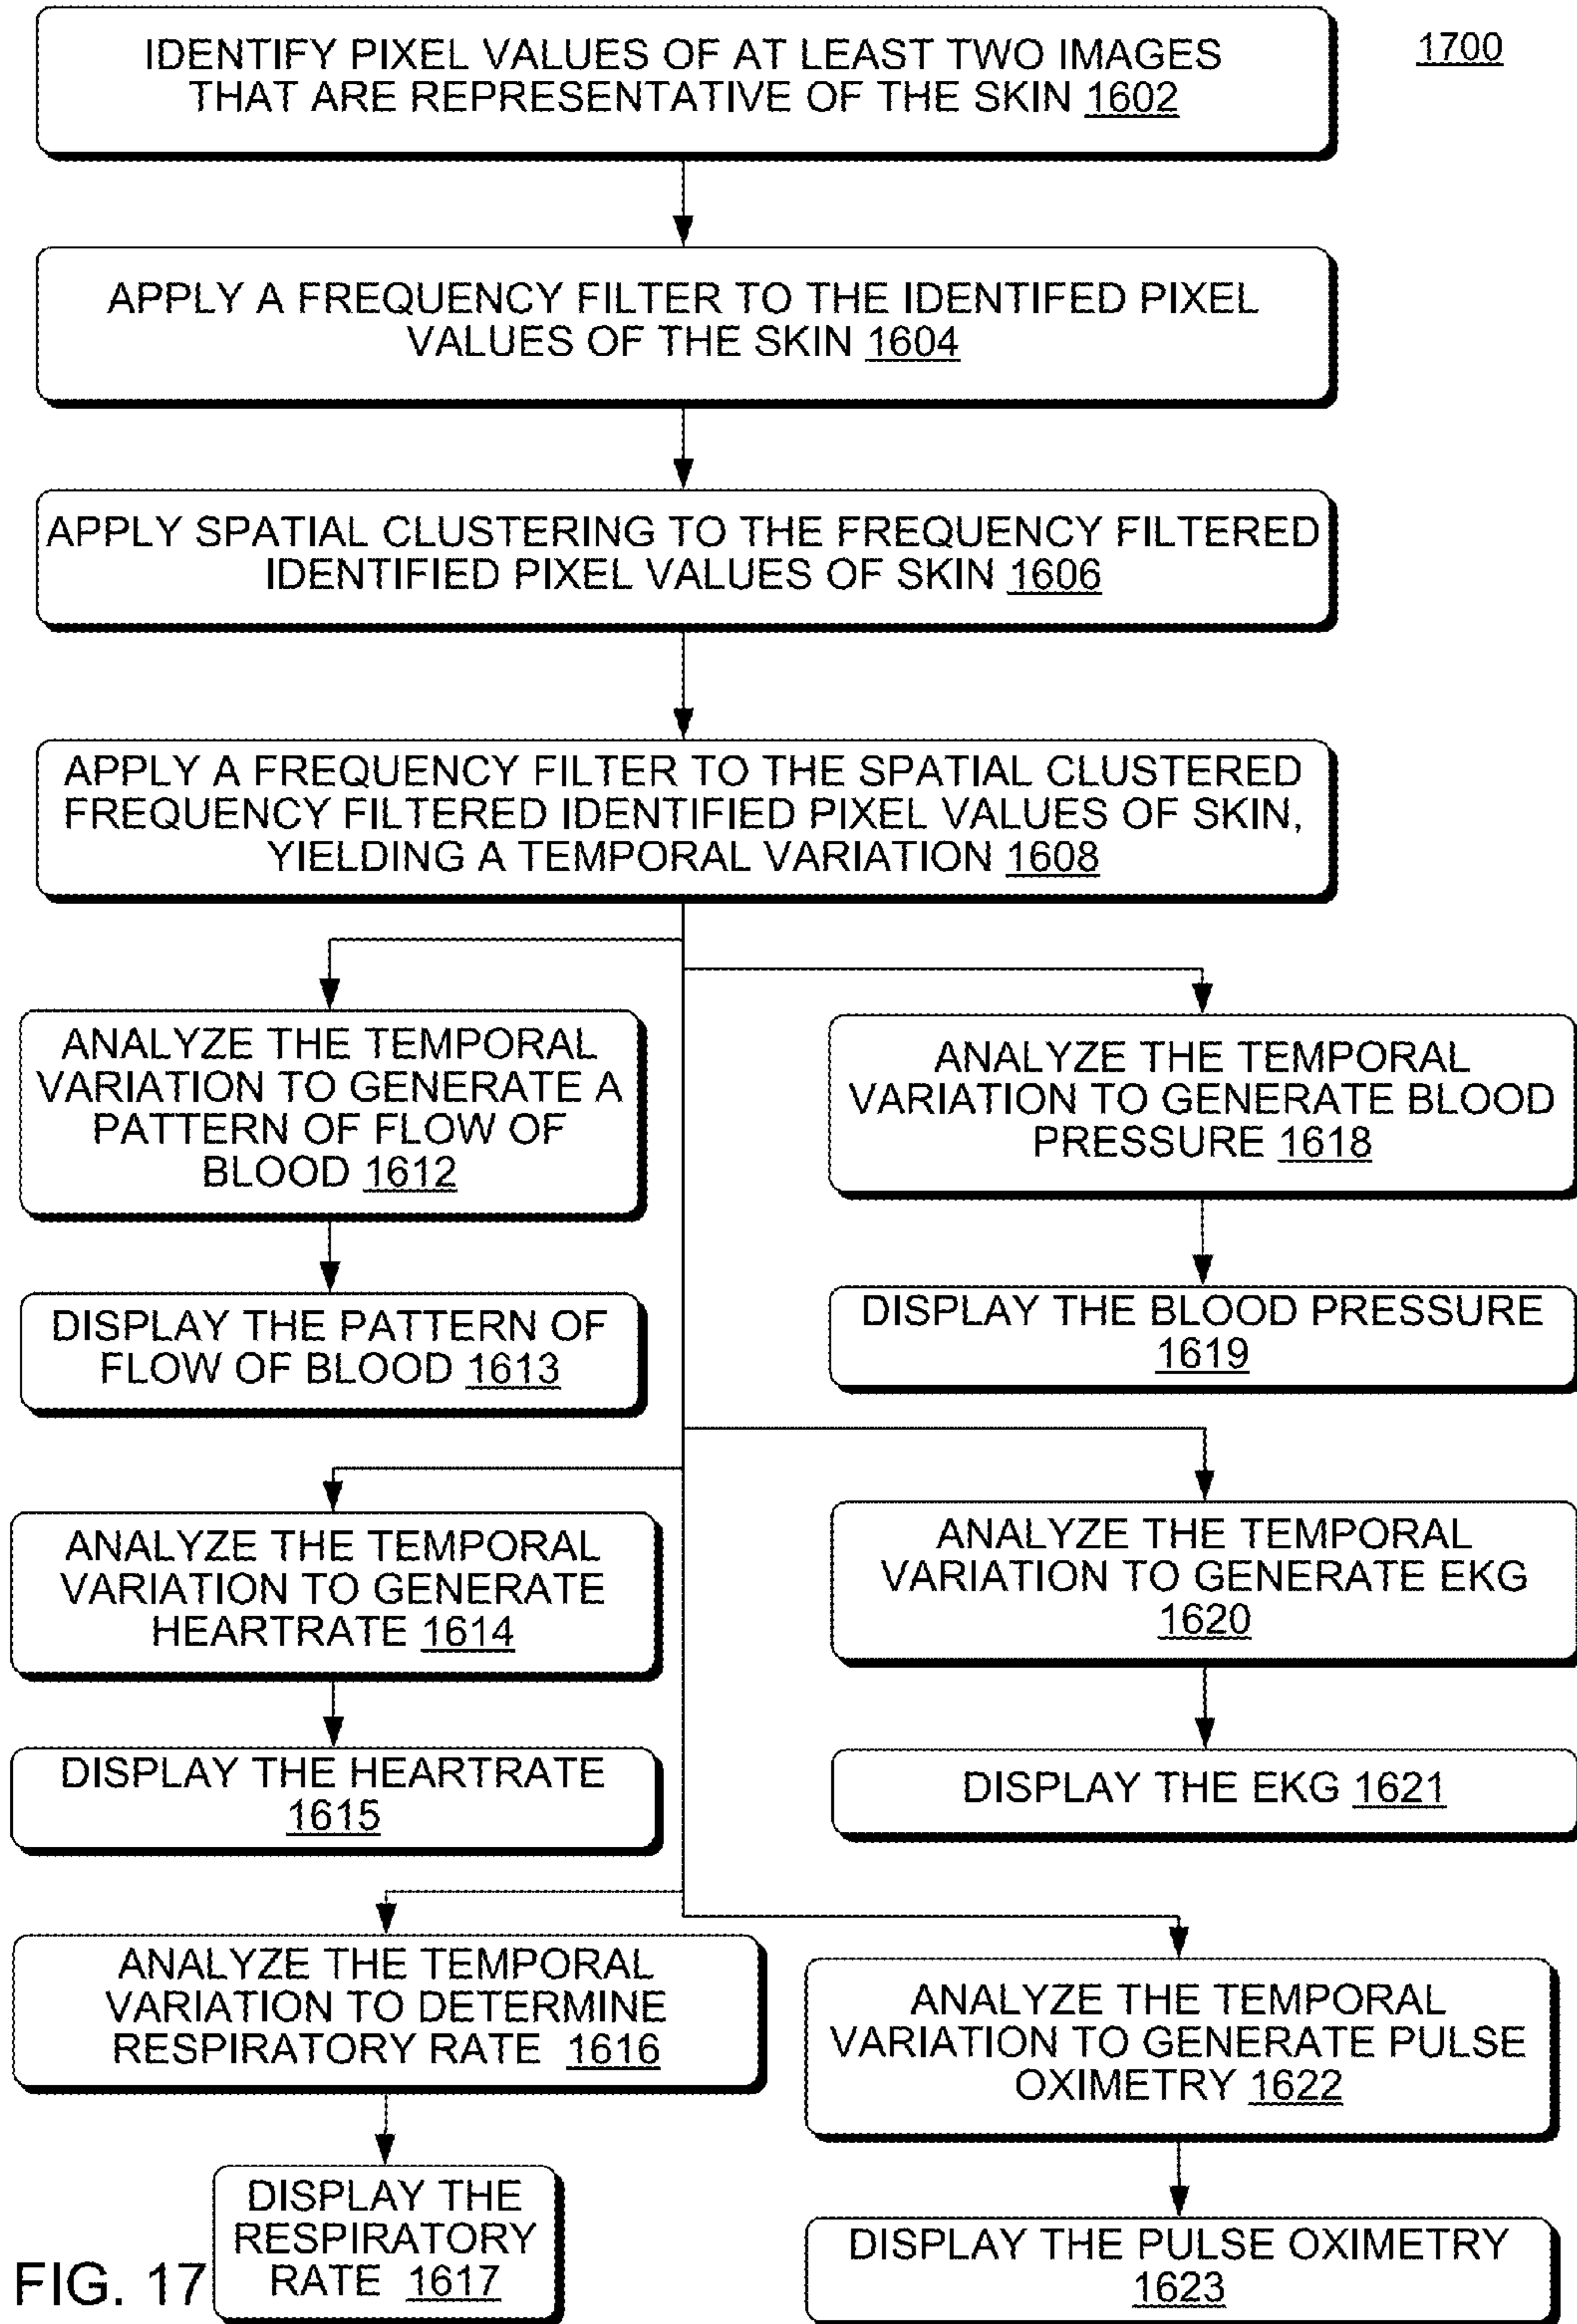 1700
IDENTIFY PIXEL VALUES OF AT LEAST TWO IMAGES
THAT ARE REPRESENTATIVE OF THE SKIN 1602
APPLY A FREQUENCY FILTER TO THE IDENTIFED PIXEL
VALUES OF THE SKIN 1604
APPLY SPATIAL CLUSTERING TO THE FREQUENCY FILTERED
IDENTIFIED PIXEL VALUES OF SKIN 1606
APPLY A FREQUENCY FILTER TO THE SPATIAL CLUSTERED
FREQUENCY FILTERED IDENTIFIED PIXEL VALUES OF SKIN,
YIELDING A TEMPORAL VARIATION 1608
ANALYZE THE TEMPORAL
VARIATION TO GENERATE A
PATTERN OF FLOW OF
BLOOD 1612
ANALYZE THE TEMPORAL
VARIATION TO GENERATE BLOOD
PRESSURE 1618
DISPLAY THE PATTERN OF
FLOW OF BLOOD 1613
DISPLAY THE BLOOD PRESSURE
1619
ANALYZE THE TEMPORAL
VARIATION TO GENERATE
HEARTRATE 1614
ANALYZE THE TEMPORAL
VARIATION TO GENERATE EKG
1620
DISPLAY THE HEARTRATE
1615
DISPLAY THE EKG 1621
ANALYZE THE TEMPORAL
VARIATION TO DETERMINE
RESPIRATORY RATE 1616
ANALYZE THE TEMPORAL
VARIATION TO GENERATE PULSE
OXIMETRY 1622
DISPLAY THE
RESPIRATORY
RATE 1617
DISPLAY THE PULSE OXIMETRY
1623
FIG. 17